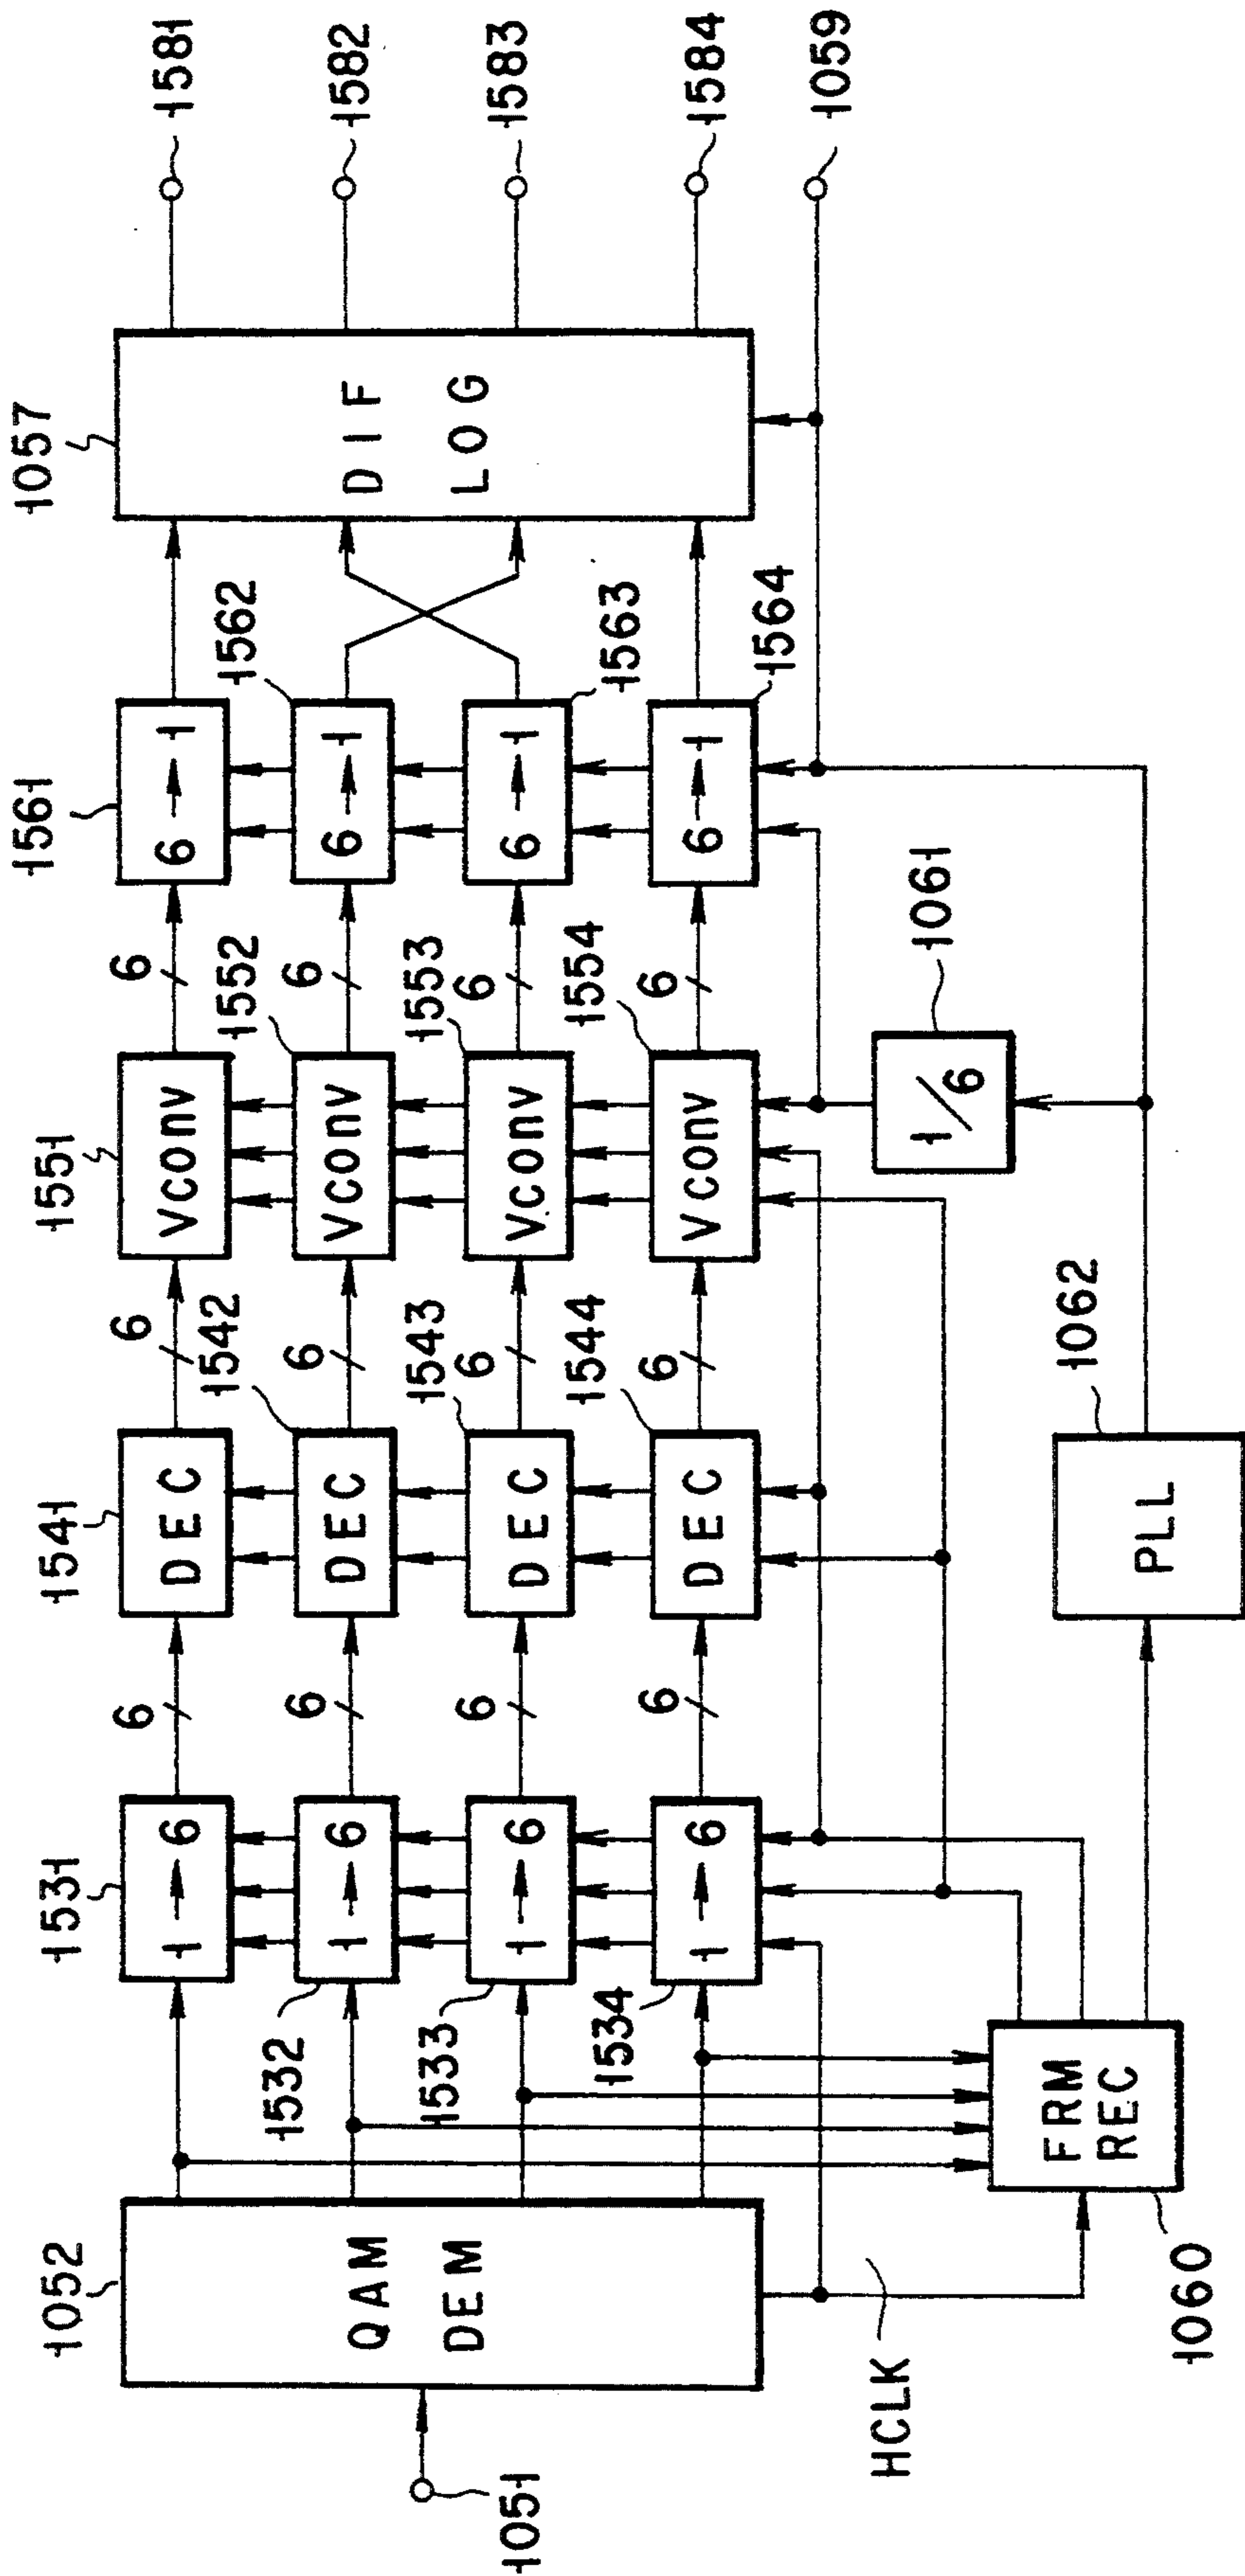 1051
1052
QAM
DEM
HCLK
1060
FRM
REC
1531
1 → 6
1532
1 → 6
1533
1 → 6
1534
1 → 6
6
6
6
6
1541
DEC
1542
DEC
1543
DEC
1544
DEC
6
6
6
6
1062
PLL
1551
Vconv
1552
Vconv
1553
Vconv
1554
Vconv
6
6
6
6
1061
1/6
1561
6 → 1
1562
6 → 1
1563
6 → 1
1564
6 → 1
1057
DIF
LOG
1581
1582
1583
1584
1059